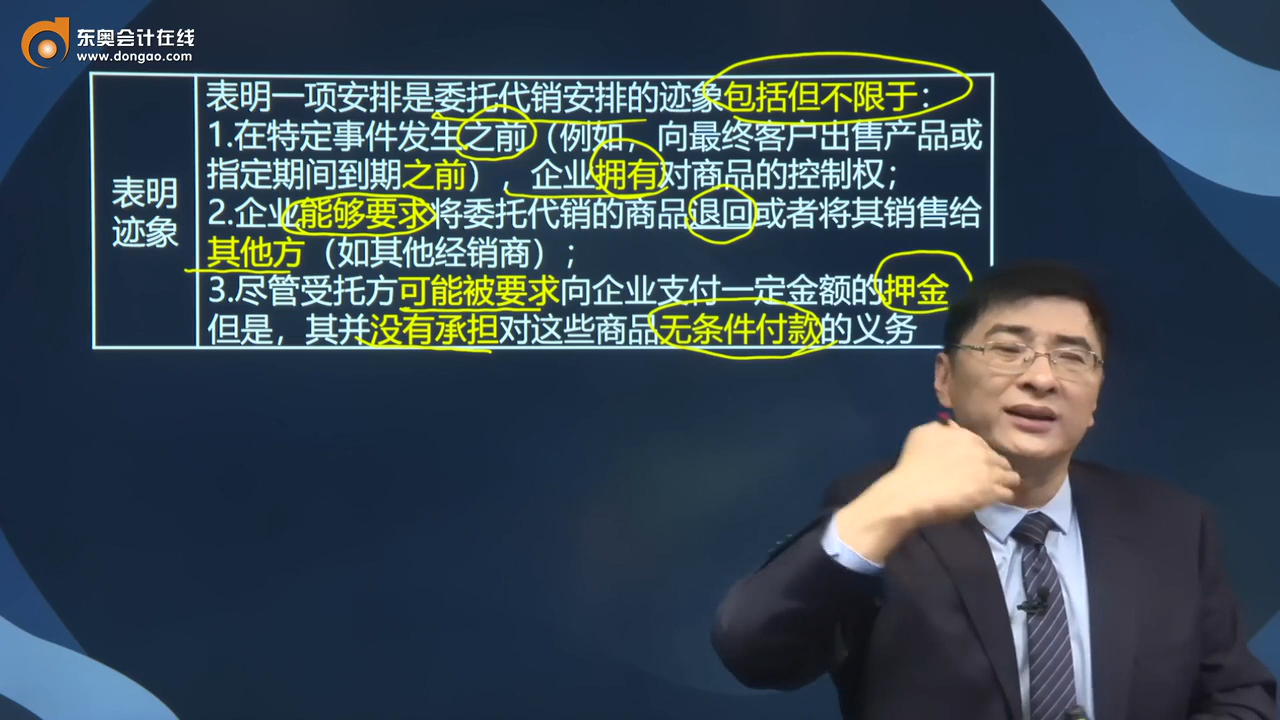 东奥会计在线
www.dongao.com
表明
迹象
表明一项安排是委托代销安排的迹象包括但不限于：
1.在特定事件发生之前（例如，向最终客户出售产品或
指定期间到期之前），企业拥有对商品的控制权；
2.企业能够要求将委托代销的商品退回或者将其销售给
其他方（如其他经销商）；
3.尽管受托方可能被要求向企业支付一定金额的押金
但是，其并没有承担对这些商品无条件付款的义务